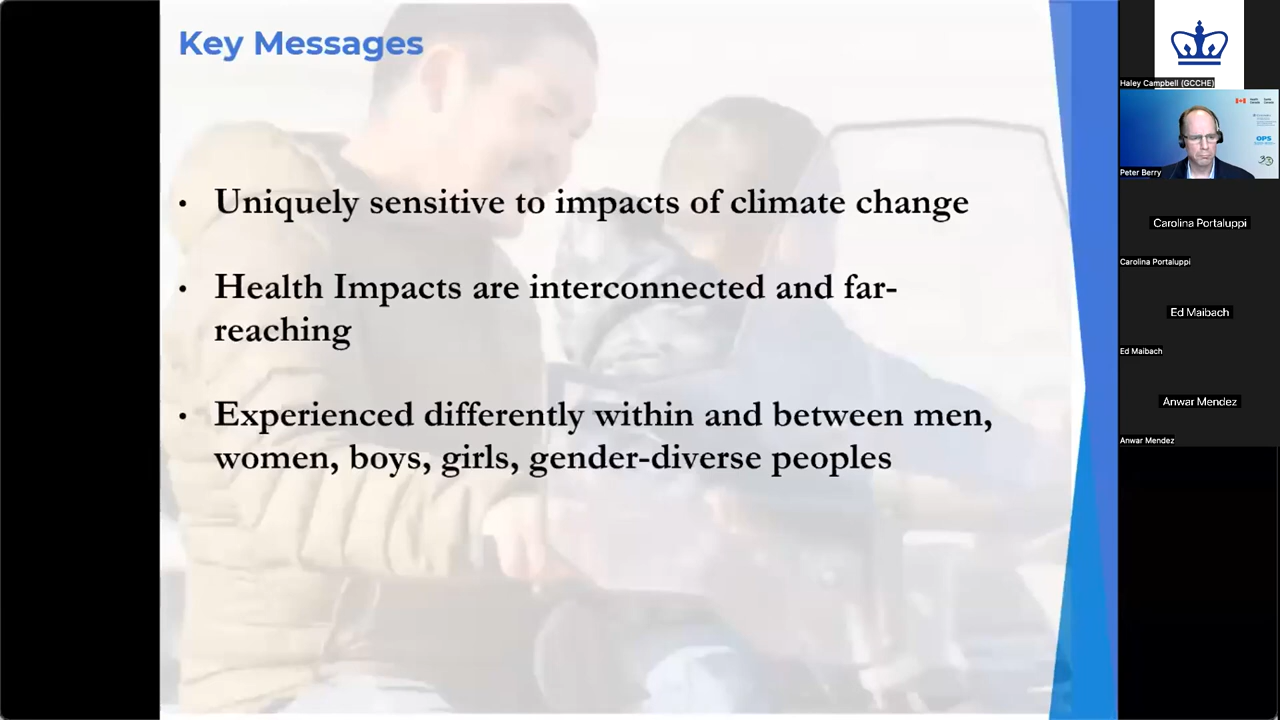 Key Messages
• Uniquely sensitive to impacts of climate change
• Health Impacts are interconnected and far-
reaching
• Experienced differently within and between men,
women, boys, girls, gender-diverse peoples
Haley Campbell (GCCHE)
OPS
Peter Berry
Carolina Portaluppi
Carolina Portaluppi
Ed Maibach
Ed Maibach
Anwar Mendez
Anwar Mendez